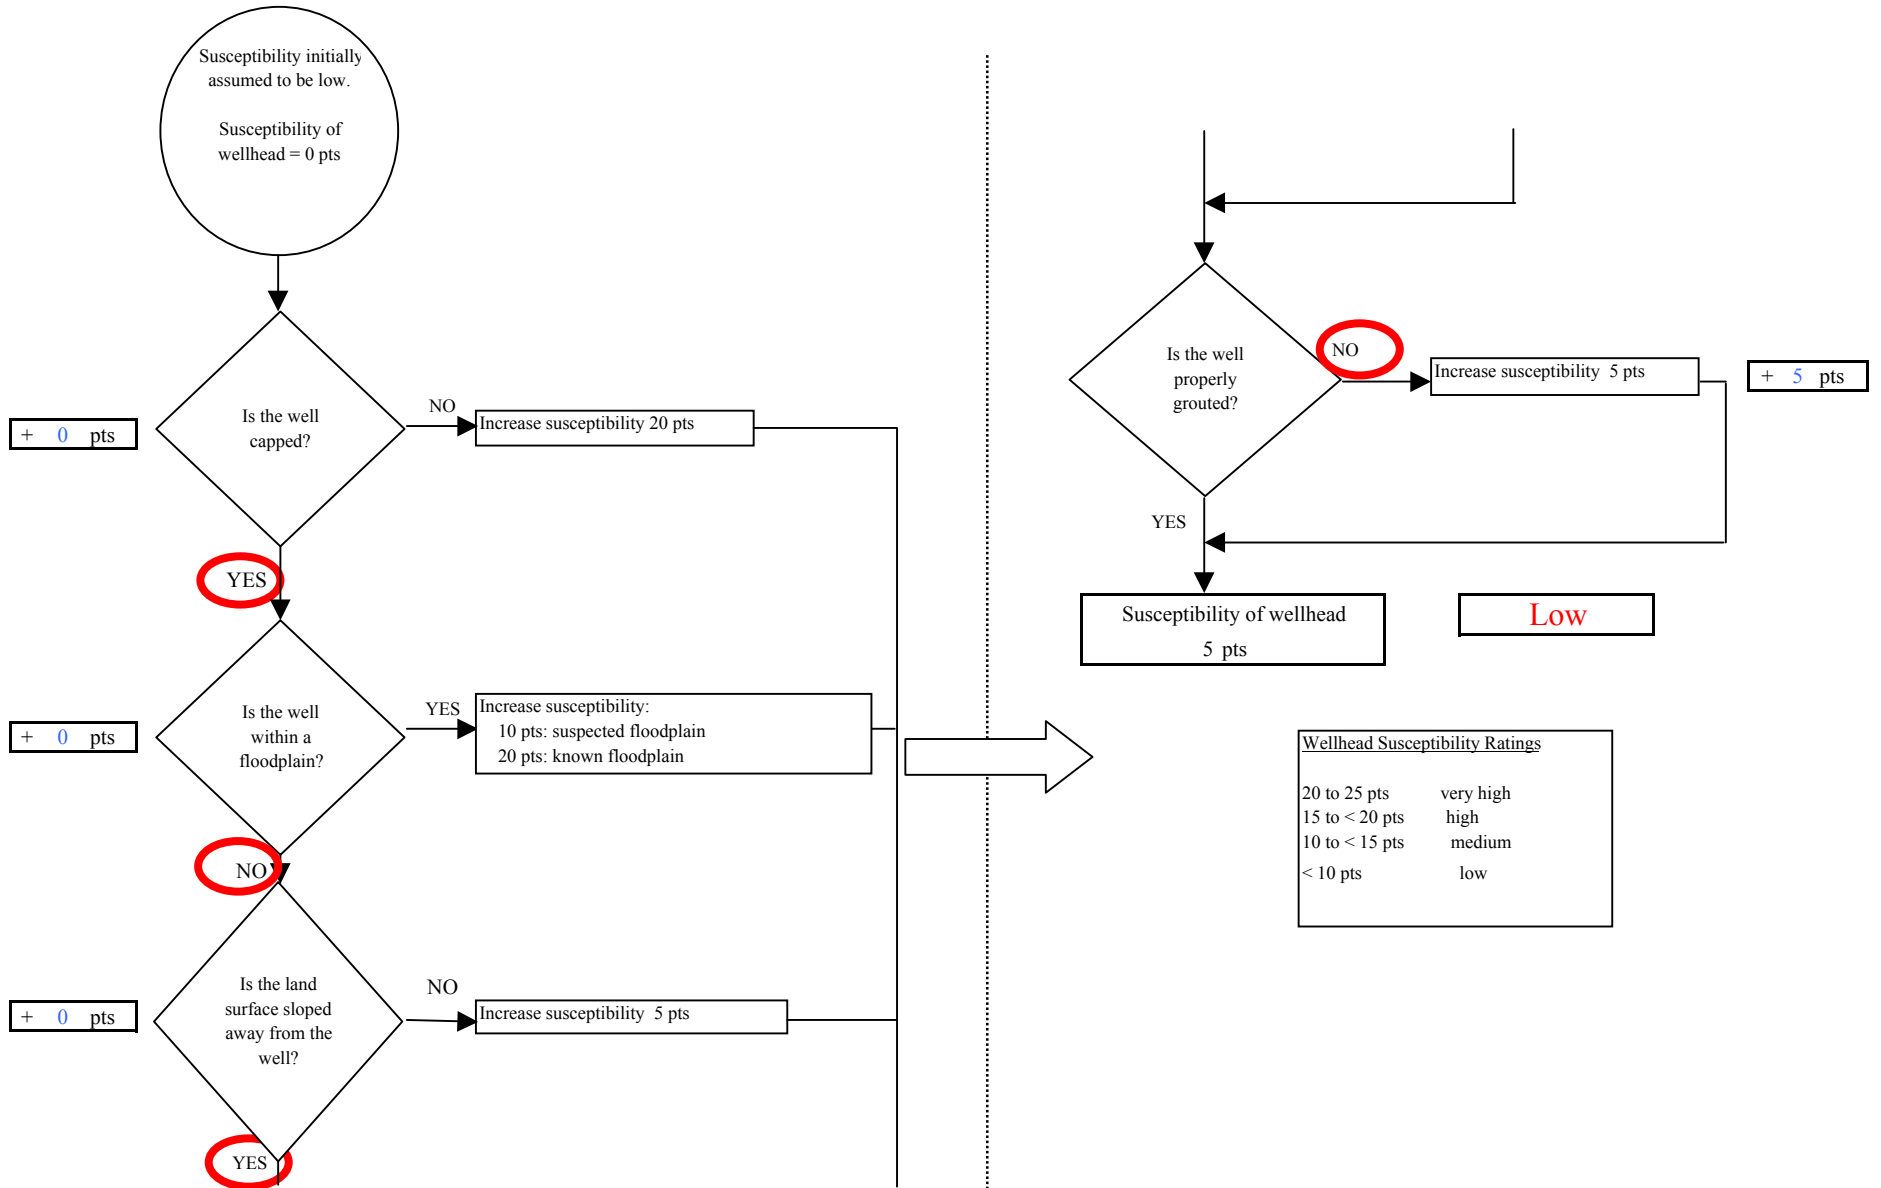 Susceptibility initially
assumed to be low.
Susceptibility of
wellhead = 0 pts
Is the well
capped?
NO
Increase susceptibility 20 pts
+ 0 pts
YES
Is the well
within a
floodplain?
YES
Increase susceptibility:
10 pts: suspected floodplain
20 pts: known floodplain
+ 0 pts
NO
Is the land
surface sloped
away from the
well?
NO
Increase susceptibility 5 pts
+ 0 pts
YES
Is the well
properly
grouted?
NO
Increase susceptibility 5 pts
+ 5 pts
YES
Susceptibility of wellhead
5 pts
Low
Wellhead Susceptibility Ratings
20 to 25 pts very high
15 to < 20 pts high
10 to < 15 pts medium
< 10 pts low